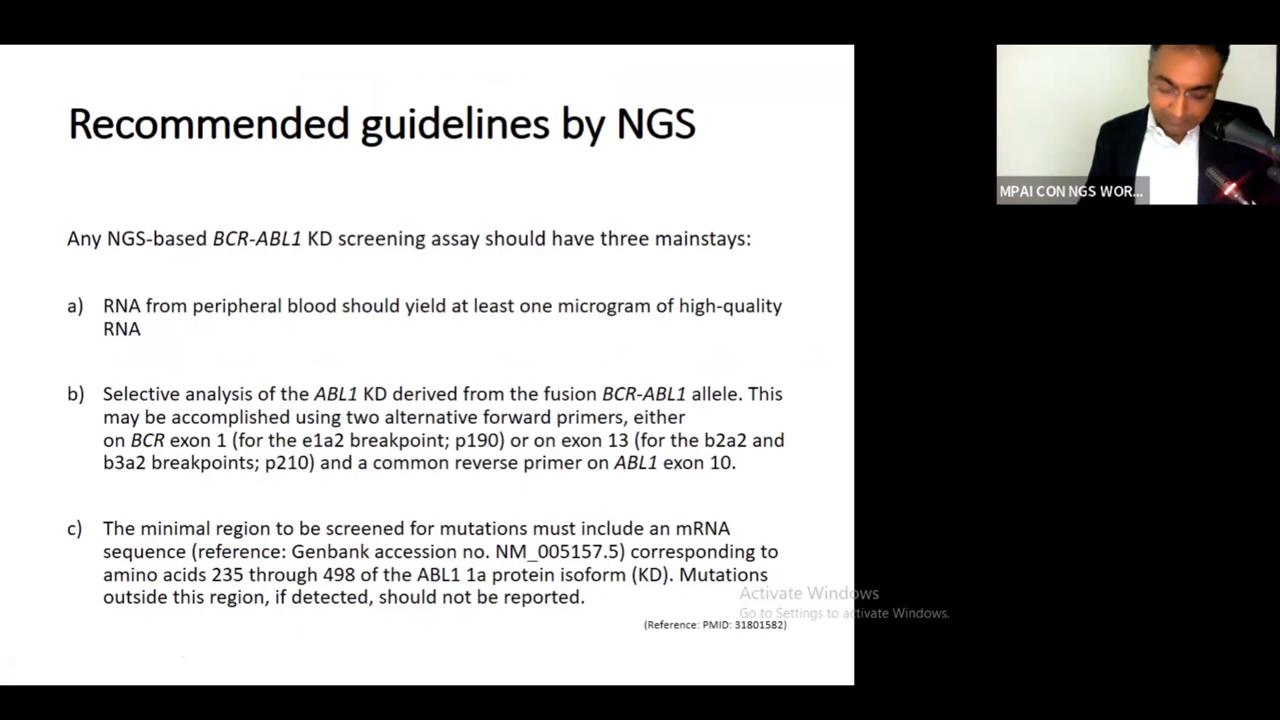 Recommended guidelines by NGS
Any NGS-based BCR-ABL1 KD screening assay should have three mainstays:
a) RNA from peripheral blood should yield at least one microgram of high-quality
RNA
b) Selective analysis of the ABL1 KD derived from the fusion BCR-ABL1 allele. This
may be accomplished using two alternative forward primers, either
on BCR exon 1 (for the e1a2 breakpoint; p190) or on exon 13 (for the b2a2 and
b3a2 breakpoints; p210) and a common reverse primer on ABL1 exon 10.
c) The minimal region to be screened for mutations must include an mRNA
sequence (reference: Genbank accession no. NM_005157.5) corresponding to
amino acids 235 through 498 of the ABL1 1a protein isoform (KD). Mutations
outside this region, if detected, should not be reported.
(Reference: PMID: 31801582)
Activate Windows
Go to Settings to activate Windows.
MPAI CON NGS WOR...